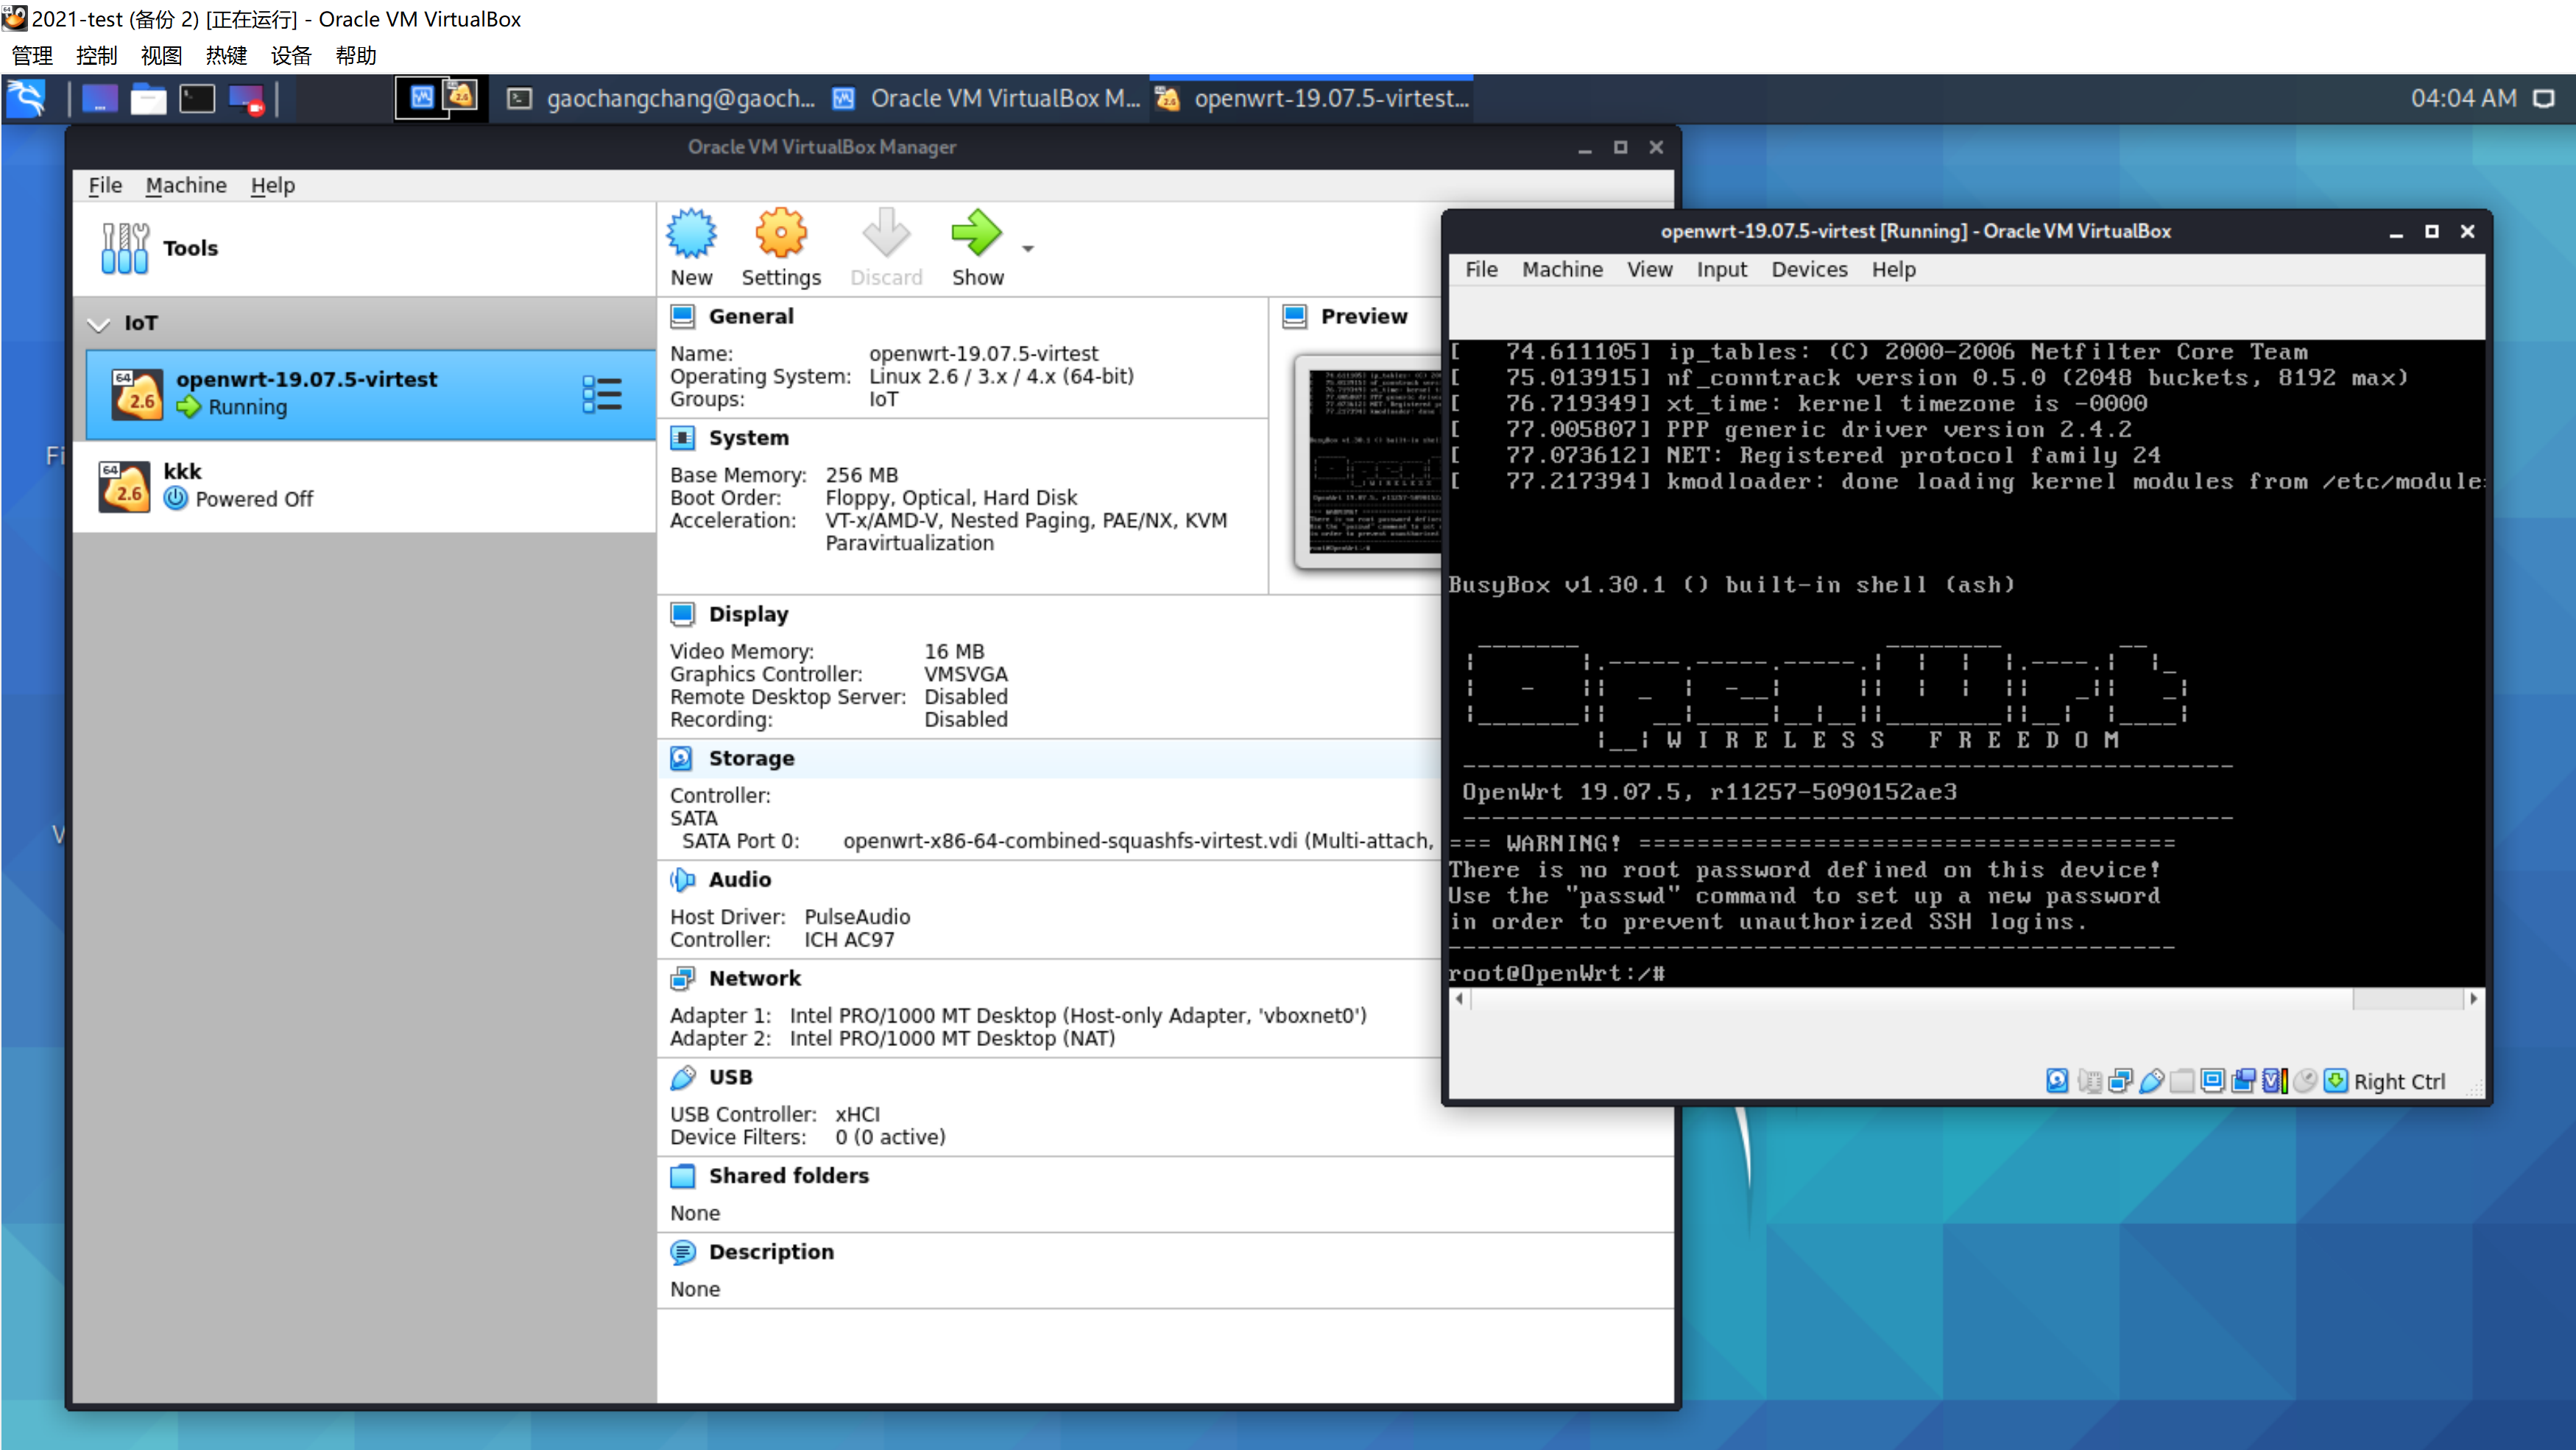 2021-test (备份 2) [正在运行] - Oracle VM VirtualBox
管理 控制 视图 热键 设备 帮助
gaochangchang@gaoch... Oracle VM VirtualBox M... openwrt-19.07.5-virtest... 04:04 AM
Oracle VM VirtualBox Manager
File Machine Help
Tools
New Settings Discard Show
IoT
openwrt-19.07.5-virtest
Running
kkk
Powered Off
General
Name: openwrt-19.07.5-virtest
Operating System: Linux 2.6 / 3.x / 4.x (64-bit)
Groups: IoT
Preview
System
Base Memory: 256 MB
Boot Order: Floppy, Optical, Hard Disk
Acceleration: VT-x/AMD-V, Nested Paging, PAE/NX, KVM
Paravirtualization
Display
Video Memory: 16 MB
Graphics Controller: VMSVGA
Remote Desktop Server: Disabled
Recording: Disabled
Storage
Controller:
SATA
SATA Port 0: openwrt-x86-64-combined-squashfs-virtest.vdi (Multi-attach,
Audio
Host Driver: PulseAudio
Controller: ICH AC97
Network
Adapter 1: Intel PRO/1000 MT Desktop (Host-only Adapter, 'vboxnet0')
Adapter 2: Intel PRO/1000 MT Desktop (NAT)
USB
USB Controller: xHCI
Device Filters: 0 (0 active)
Shared folders
None
Description
None
openwrt-19.07.5-virtest [Running] - Oracle VM VirtualBox
File Machine View Input Devices Help
[ 74.611105] ip_tables: (C) 2000-2006 Netfilter Core Team
[ 75.013915] nf_conntrack version 0.5.0 (2048 buckets, 8192 max)
[ 76.719349] xt_time: kernel timezone is -0000
[ 77.005807] PPP generic driver version 2.4.2
[ 77.073612] NET: Registered protocol family 24
[ 77.217394] kmodloader: done loading kernel modules from /etc/module
BusyBox v1.30.1 () built-in shell (ash)
OpenWrt
W I R E L E S S F R E E D O M
OpenWrt 19.07.5, r11257-5090152ae3
=== WARNING! =====================================
There is no root password defined on this device!
Use the "passwd" command to set up a new password
in order to prevent unauthorized SSH logins.
root@OpenWrt:/#
Right Ctrl